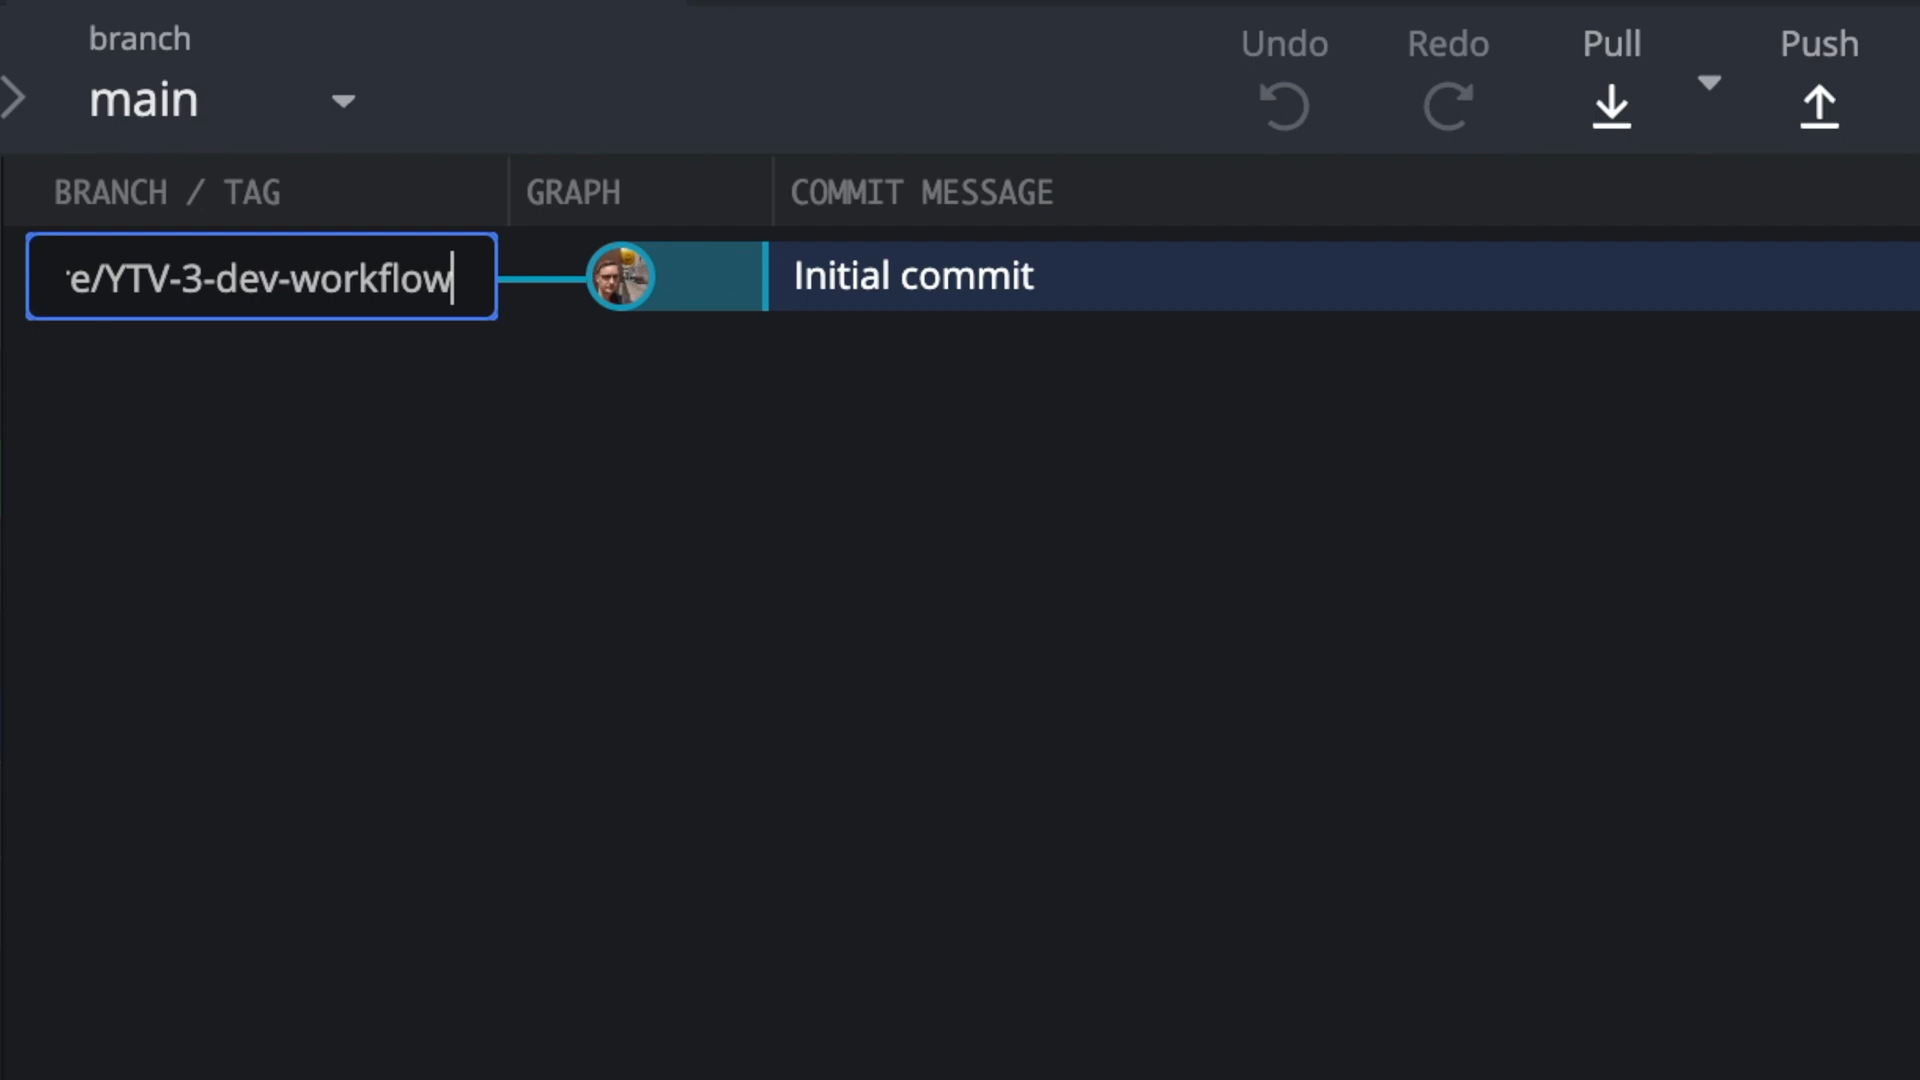 branch
main
Undo
Redo
Pull
Push
BRANCH / TAG
GRAPH
COMMIT MESSAGE
e/YTV-3-dev-workflow
Initial commit